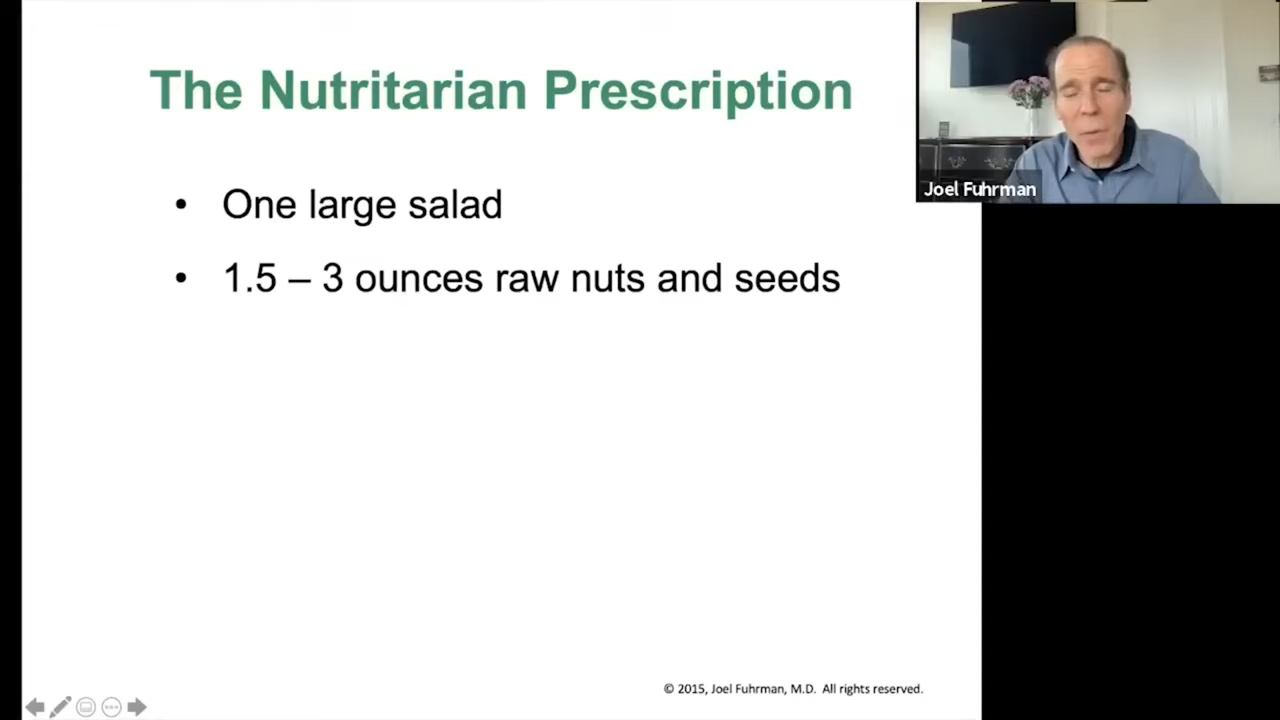 The Nutritarian Prescription
• One large salad
• 1.5 – 3 ounces raw nuts and seeds
Joel Fuhrman
© 2015, Joel Fuhrman, M.D. All rights reserved.